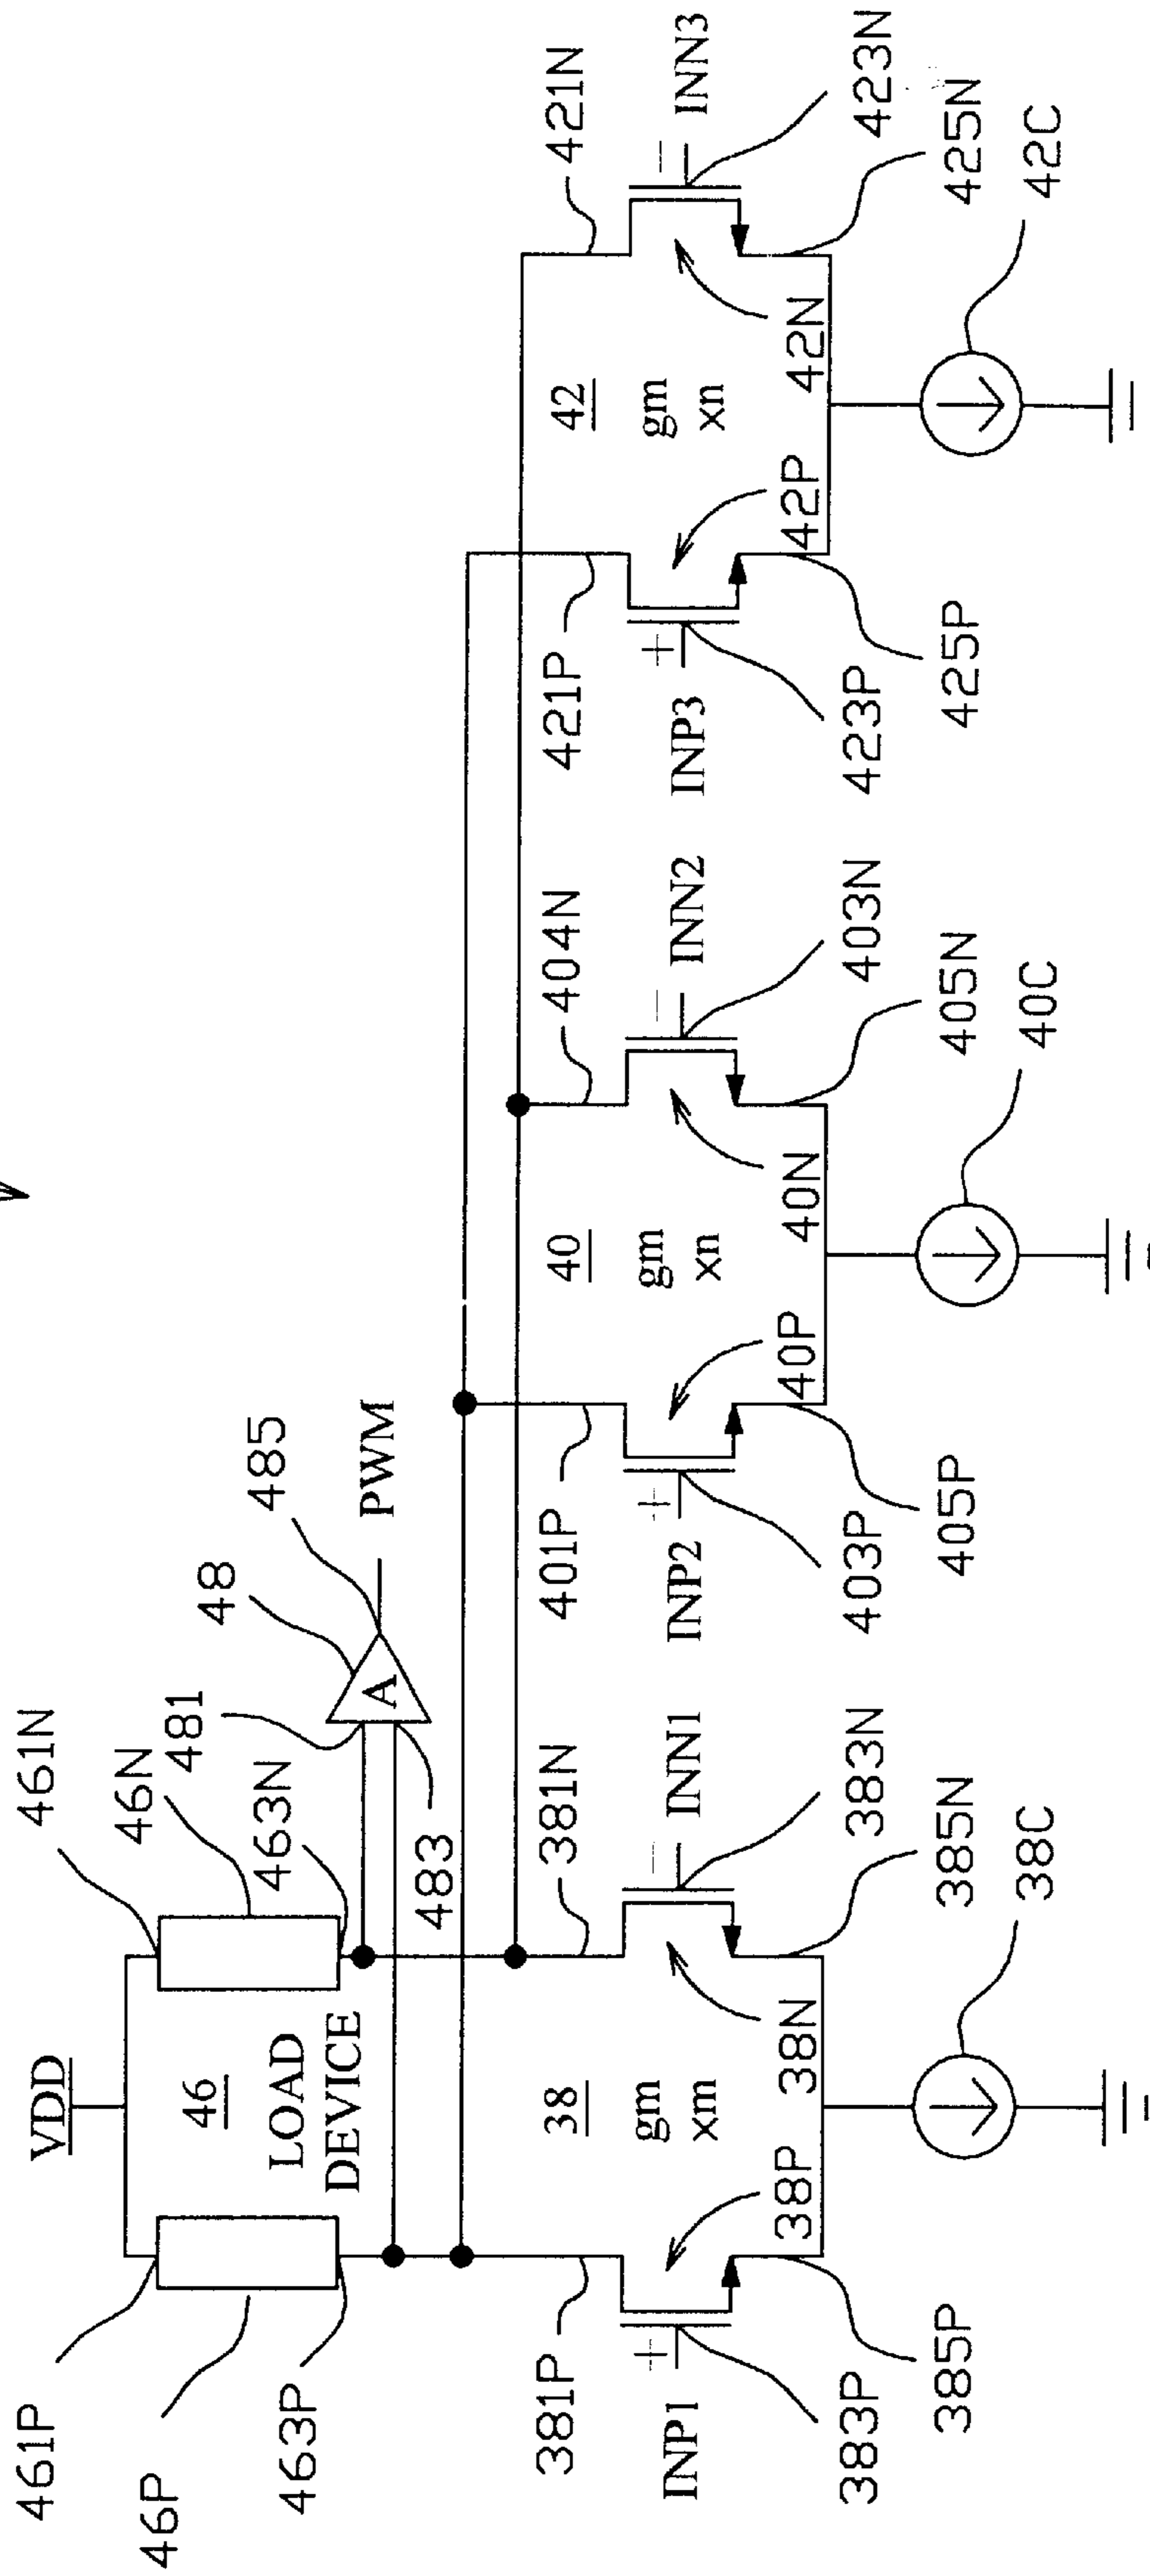 461P
46P
463P
VDD
46
LOAD
DEVICE
461N
46N
481
463N
483
48
485
A
PWM
381P
INP1
+
383P
385P
38
gm
xm
38P
38N
381N
INN1
−
383N
385N
38C
401P
INP2
+
403P
405P
40
gm
xn
40P
40N
404N
INN2
−
403N
405N
40C
421P
INP3
+
423P
425P
42
gm
xn
42P
42N
421N
INN3
−
423N
425N
42C